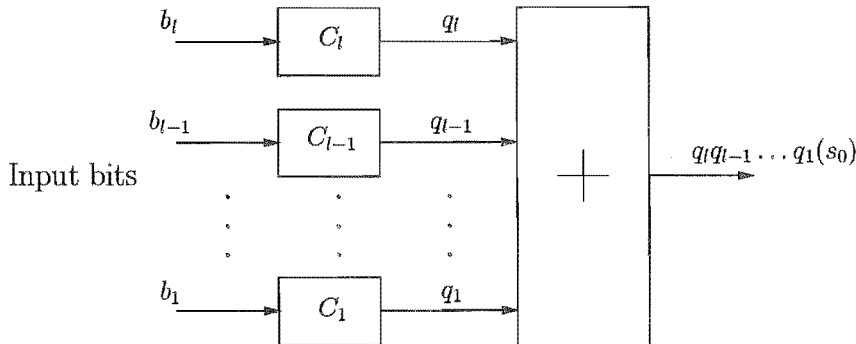 b_l C_l q_l
b_{l-1} C_{l-1} q_{l-1}
+ q_l q_{l-1} ... q_1(s_0)
Input bits
b_1 C_1 q_1